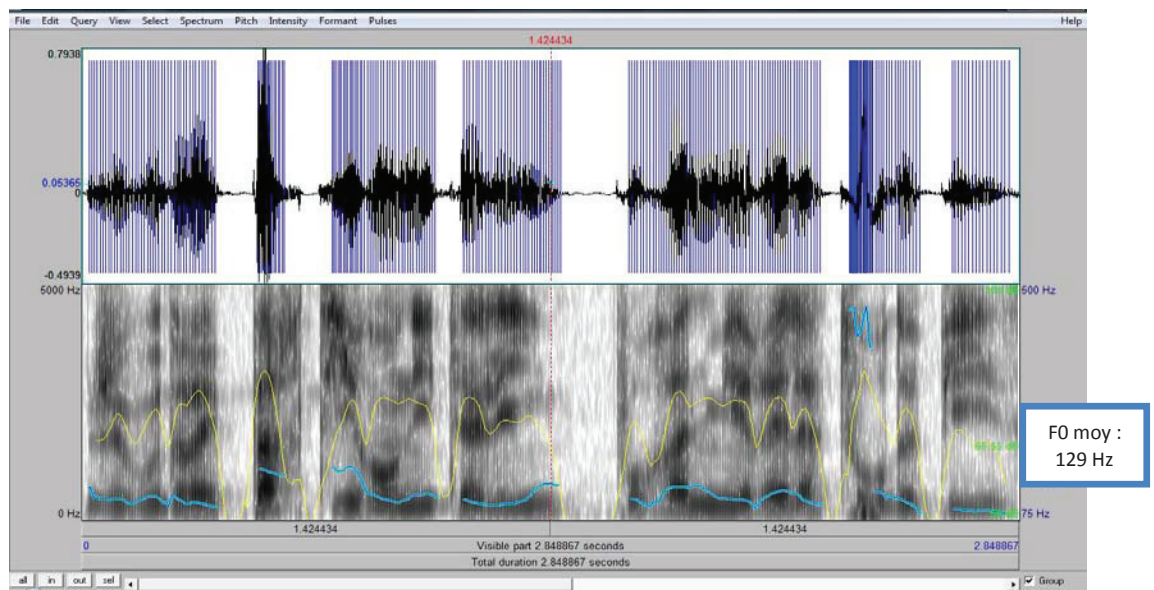 File Edit Query View Select Spectrum Pitch Intensity Formant Pulses Help
1.424434
0.7938
0.05365
0
-0.4939
5000 Hz
500 Hz
F0 moy :
129 Hz
0 Hz
75 Hz
1.424434 1.424434
0 Visible part 2.848867 seconds 2.848867
Total duration 2.848867 seconds
all in out sel Group